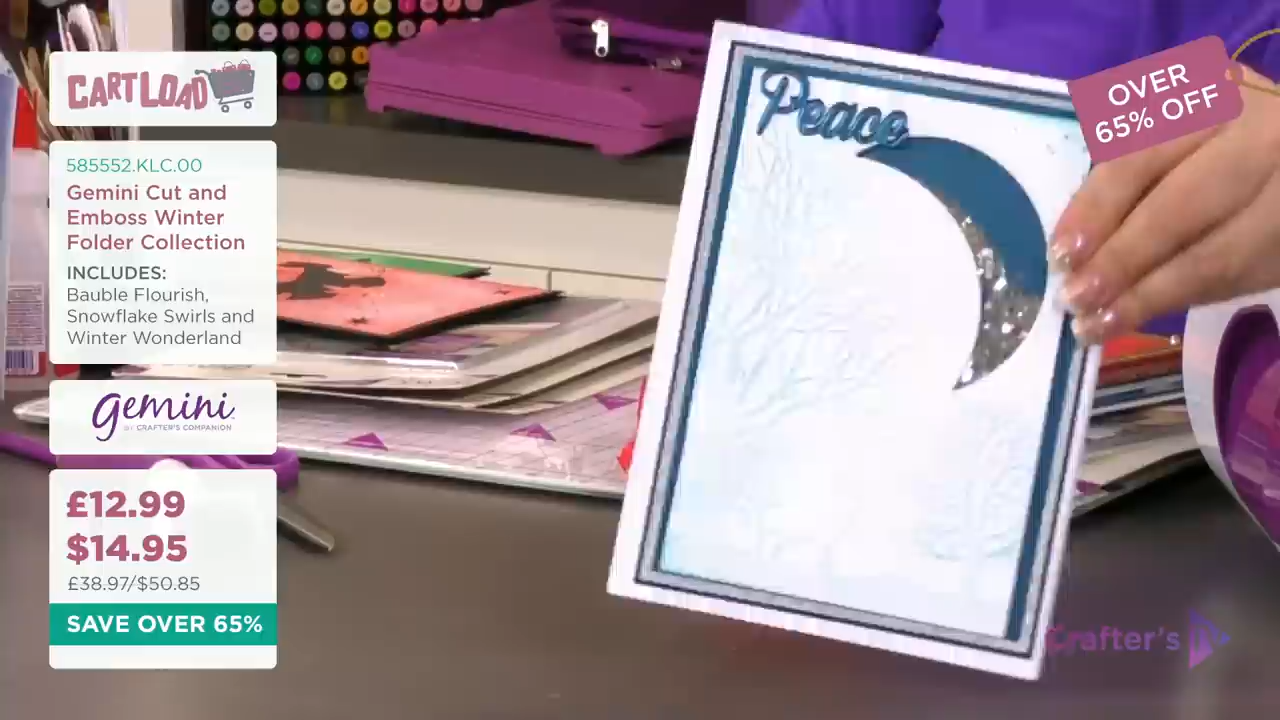 CARTLOAD
585552.KLC.00
Gemini Cut and
Emboss Winter
Folder Collection
INCLUDES:
Bauble Flourish,
Snowflake Swirls and
Winter Wonderland
gemini
BY CRAFTER'S COMPANION
£12.99
$14.95
£38.97/$50.85
SAVE OVER 65%
Peace
OVER
65% OFF
Crafter's